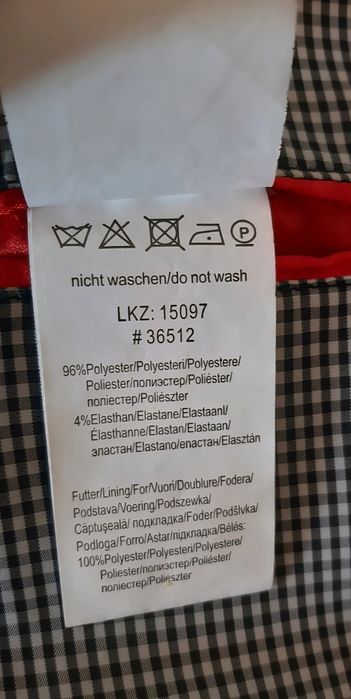 P
nicht waschen/do not wash
LKZ: 15097
# 36512
96%Polyester/Polyesteri/Polyestere/
Poliester/полиэстер/Poliéster/
поліестер/Poliészter
4%Elasthan/Elastane/Elastaanl/
Élasthanne/Elastan/Elastaan/
эластан/Elastano/еластан/Elasztán
Futter/Lining/For/Vuori/Doublure/Fodera/
Podstava/Voering/Podszewka/
Căptuşeală/ подкладка/Foder/Podšívka/
Podloga/Forro/Astar/підкладка/Bélés:
100%Polyester/Polyesteri/Polyestere/
Poliester/полиэстер/Poliéster/
поліестер/Poliészter